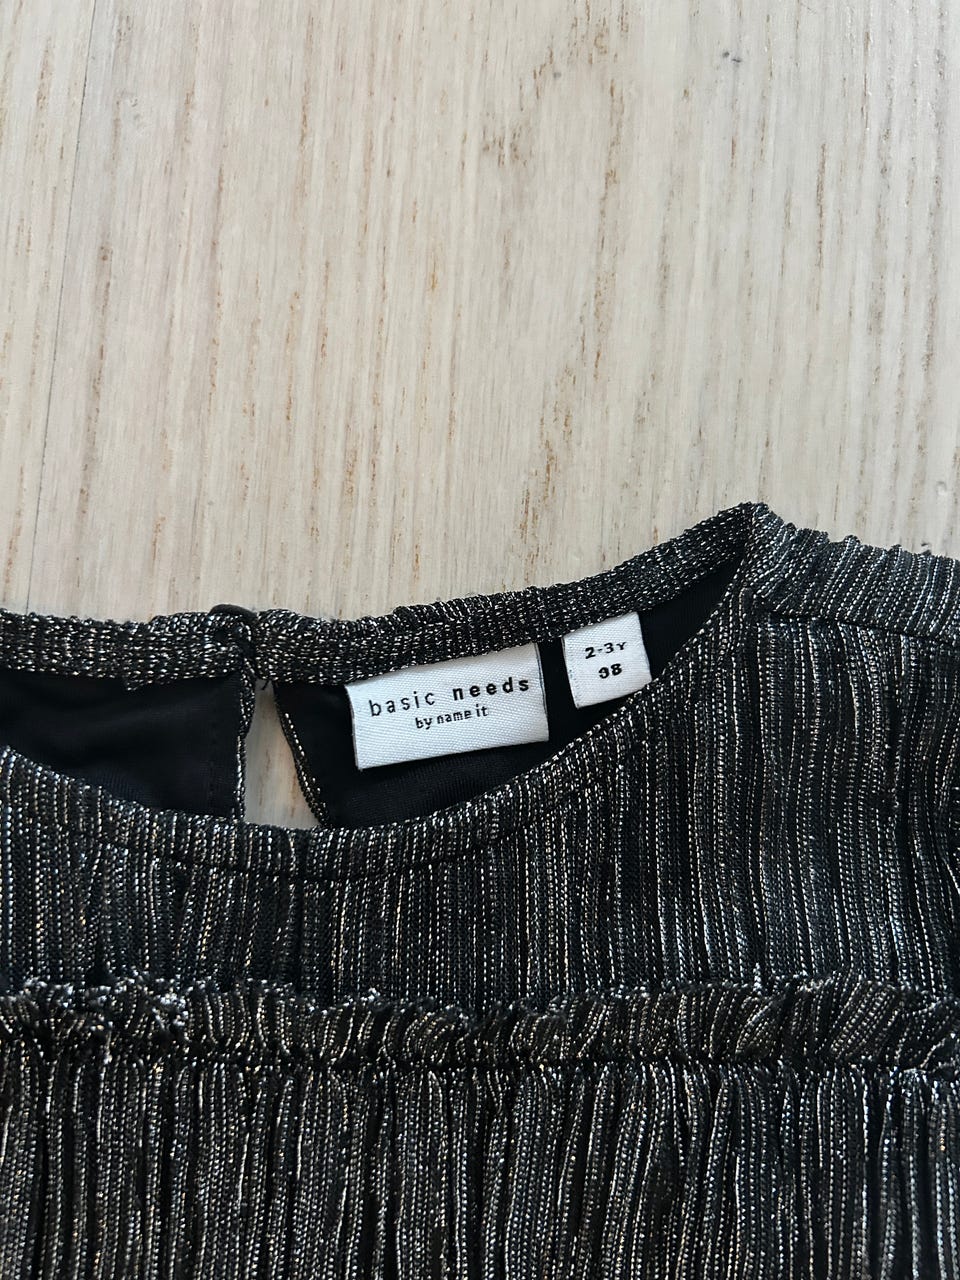 basic needs
by name it
2-3Y
98